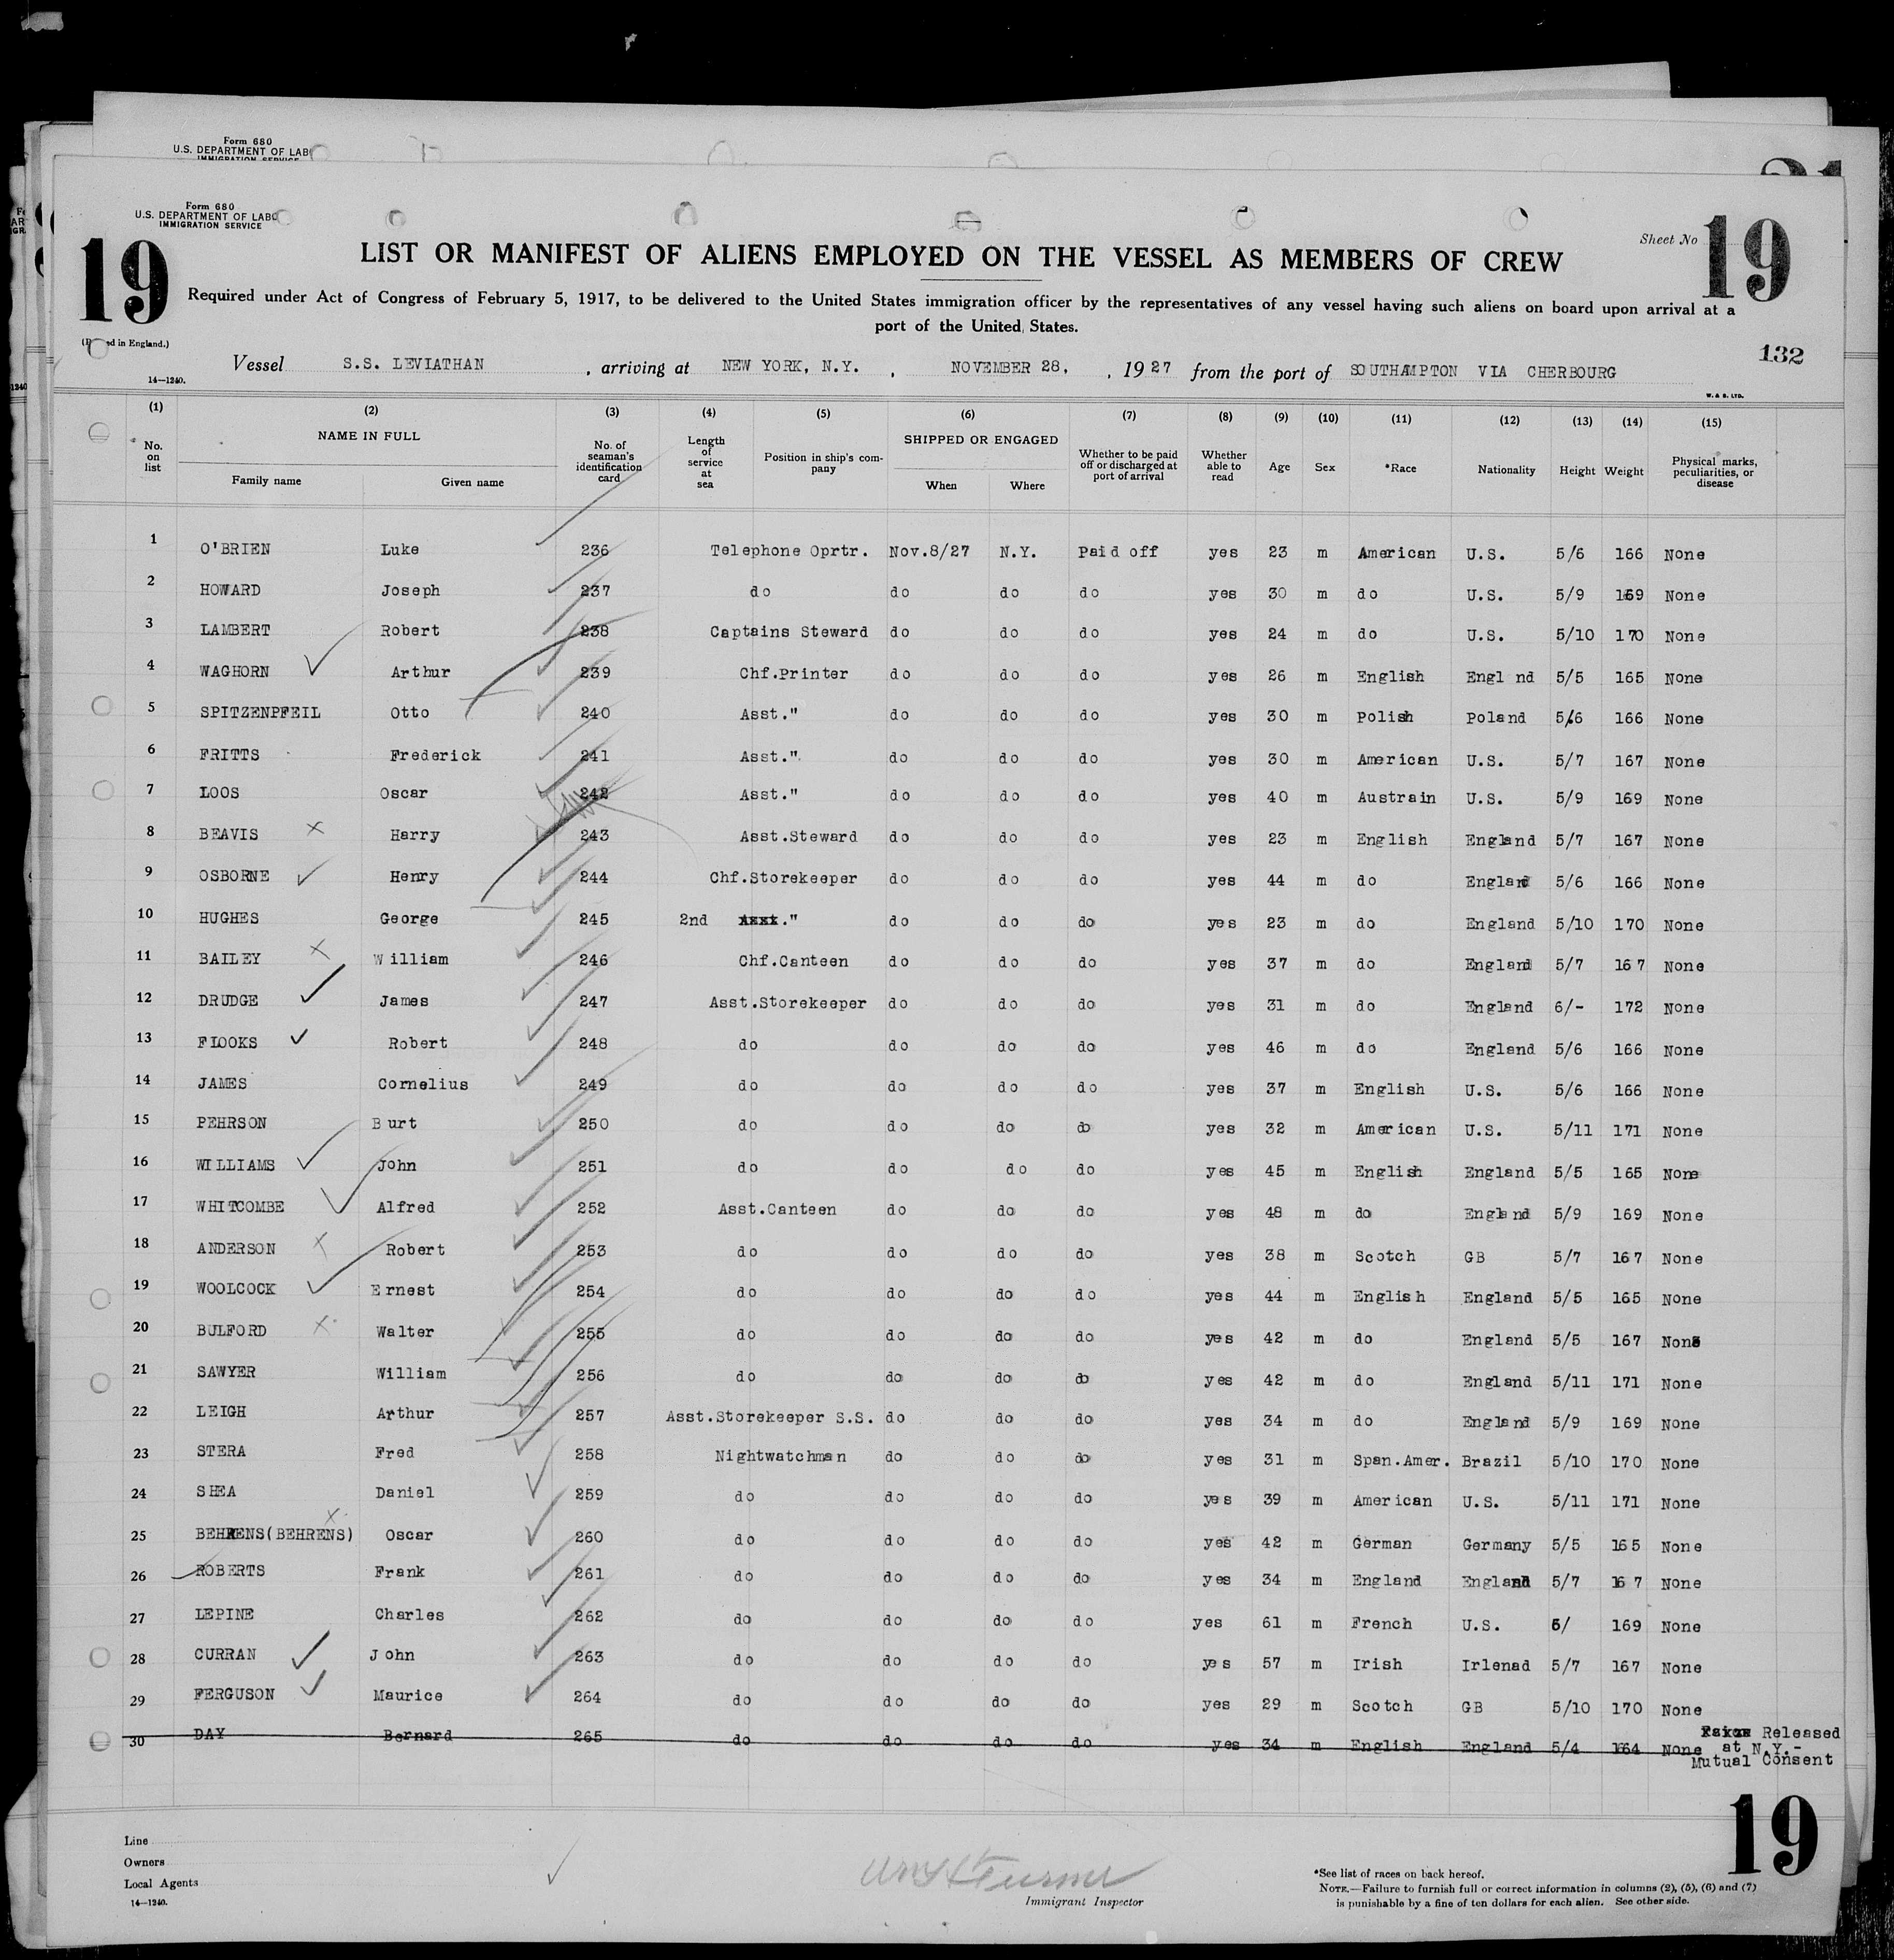 Form 680
U.S. DEPARTMENT OF LAB
IMMIGRATION SERVICE
21
Form 680
U.S. DEPARTMENT OF LABO
IMMIGRATION SERVICE
19
Sheet No 19
LIST OR MANIFEST OF ALIENS EMPLOYED ON THE VESSEL AS MEMBERS OF CREW
Required under Act of Congress of February 5, 1917, to be delivered to the United States immigration officer by the representatives of any vessel having such aliens on board upon arrival at a
port of the United States.
(P ed in England.)
132
Vessel S.S. LEVIATHAN , arriving at NEW YORK, N.Y. , NOVEMBER 28, , 1927 from the port of SOUTHAMPTON VIA CHERBOURG
14—1240.
W. & S. LTD.
(1) (2) (3) (4) (5) (6) (7) (8) (9) (10) (11) (12) (13) (14) (15)
No. on list NAME IN FULL Family name Given name No. of seaman's identification card Length of service at sea Position in ship's com-pany SHIPPED OR ENGAGED When Where Whether to be paid off or discharged at port of arrival Whether able to read Age Sex *Race Nationality Height Weight Physical marks, peculiarities, or disease
1 O'BRIEN Luke 236 Telephone Oprtr. Nov.8/27 N.Y. Paid off yes 23 m American U.S. 5/6 166 None
2 HOWARD Joseph 237 do do do do yes 30 m do U.S. 5/9 169 None
3 LAMBERT Robert 238 Captains Steward do do do yes 24 m do U.S. 5/10 170 None
4 WAGHORN Arthur 239 Chf.Printer do do do yes 26 m English Engl nd 5/5 165 None
5 SPITZENPFEIL Otto 240 Asst." do do do yes 30 m Polish Poland 5/6 166 None
6 FRITTS Frederick 241 Asst." do do do yes 30 m American U.S. 5/7 167 None
7 LOOS Oscar 242 Asst." do do do yes 40 m Austrain U.S. 5/9 169 None
8 BEAVIS Harry 243 Asst.Steward do do do yes 23 m English England 5/7 167 None
9 OSBORNE Henry 244 Chf.Storekeeper do do do yes 44 m do England 5/6 166 None
10 HUGHES George 245 2nd Asst." do do do yes 23 m do England 5/10 170 None
11 BAILEY William 246 Chf.Canteen do do do yes 37 m do England 5/7 167 None
12 DRUDGE James 247 Asst.Storekeeper do do do yes 31 m do England 6/- 172 None
13 FLOOKS Robert 248 do do do do yes 46 m do England 5/6 166 None
14 JAMES Cornelius 249 do do do do yes 37 m English U.S. 5/6 166 None
15 PEHRSON Burt 250 do do do do yes 32 m American U.S. 5/11 171 None
16 WILLIAMS John 251 do do do do yes 45 m English England 5/5 165 None
17 WHITCOMBE Alfred 252 Asst.Canteen do do do yes 48 m do England 5/9 169 None
18 ANDERSON Robert 253 do do do do yes 38 m Scotch GB 5/7 167 None
19 WOOLCOCK Ernest 254 do do do do yes 44 m English England 5/5 165 None
20 BULFORD Walter 255 do do do do yes 42 m do England 5/5 167 None
21 SAWYER William 256 do do do do yes 42 m do England 5/11 171 None
22 LEIGH Arthur 257 Asst.Storekeeper S.S. do do do yes 34 m do England 5/9 169 None
23 STERA Fred 258 Nightwatchman do do do yes 31 m Span.Amer. Brazil 5/10 170 None
24 SHEA Daniel 259 do do do do yes 39 m American U.S. 5/11 171 None
25 BEHRENS(BEHRENS) Oscar 260 do do do do yes 42 m German Germany 5/5 165 None
26 ROBERTS Frank 261 do do do do yes 34 m England England 5/7 167 None
27 LEPINE Charles 262 do do do do yes 61 m French U.S. 6/ 169 None
28 CURRAN John 263 do do do do yes 57 m Irish Irlenad 5/7 167 None
29 FERGUSON Maurice 264 do do do do yes 29 m Scotch GB 5/10 170 None
30 DAY Bernard 265 do do do do yes 34 m English England 5/4 164 None Released
at N.Y.-
Mutual Consent
19
Line
Owners
Local Agents
14—1240.
Immigrant Inspector
*See list of races on back hereof.
NOTE.—Failure to furnish full or correct information in columns (2), (5), (6) and (7)
is punishable by a fine of ten dollars for each alien. See other side.